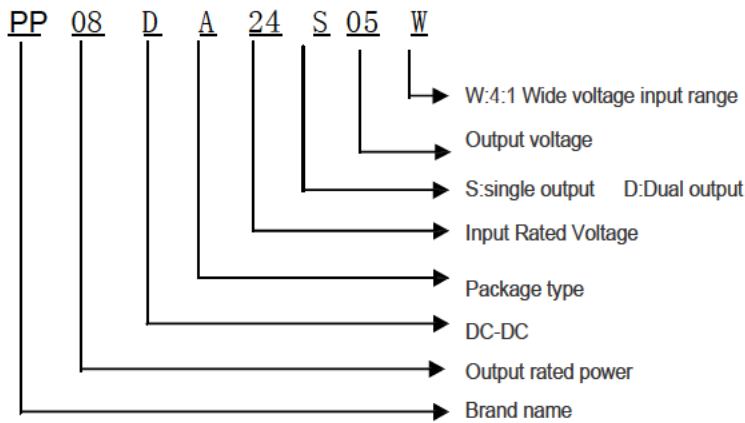 PP 08 D A 24 S 05 W
W:4:1 Wide voltage input range
Output voltage
S:single output D:Dual output
Input Rated Voltage
Package type
DC-DC
Output rated power
Brand name